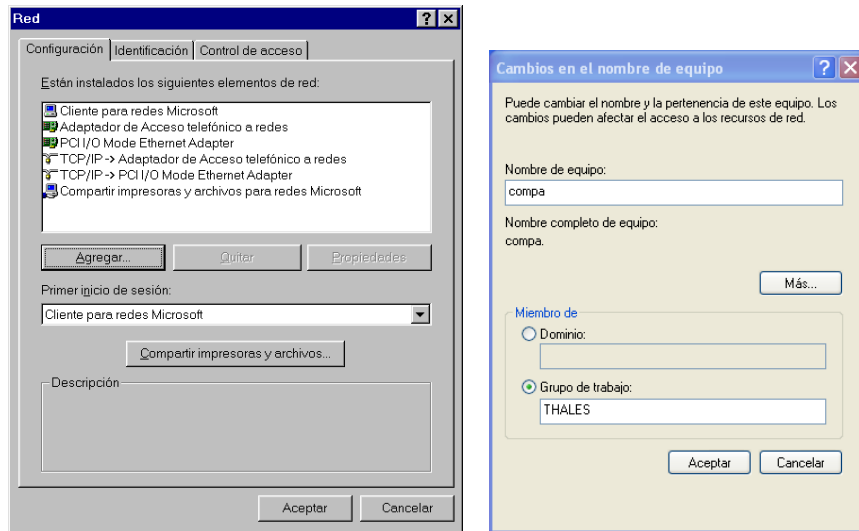 Red
Configuración Identificación Control de acceso
Están instalados los siguientes elementos de red:
Cliente para redes Microsoft
Adaptador de Acceso telefónico a redes
PCI I/O Mode Ethernet Adapter
TCP/IP -> Adaptador de Acceso telefónico a redes
TCP/IP -> PCI I/O Mode Ethernet Adapter
Compartir impresoras y archivos para redes Microsoft
Agregar... Quitar Propiedades
Primer inicio de sesión:
Cliente para redes Microsoft
Compartir impresoras y archivos...
Descripción
Aceptar Cancelar
Cambios en el nombre de equipo
Puede cambiar el nombre y la pertenencia de este equipo. Los
cambios pueden afectar el acceso a los recursos de red.
Nombre de equipo:
compa
Nombre completo de equipo:
compa.
Más...
Miembro de
Dominio:
Grupo de trabajo:
THALES
Aceptar Cancelar